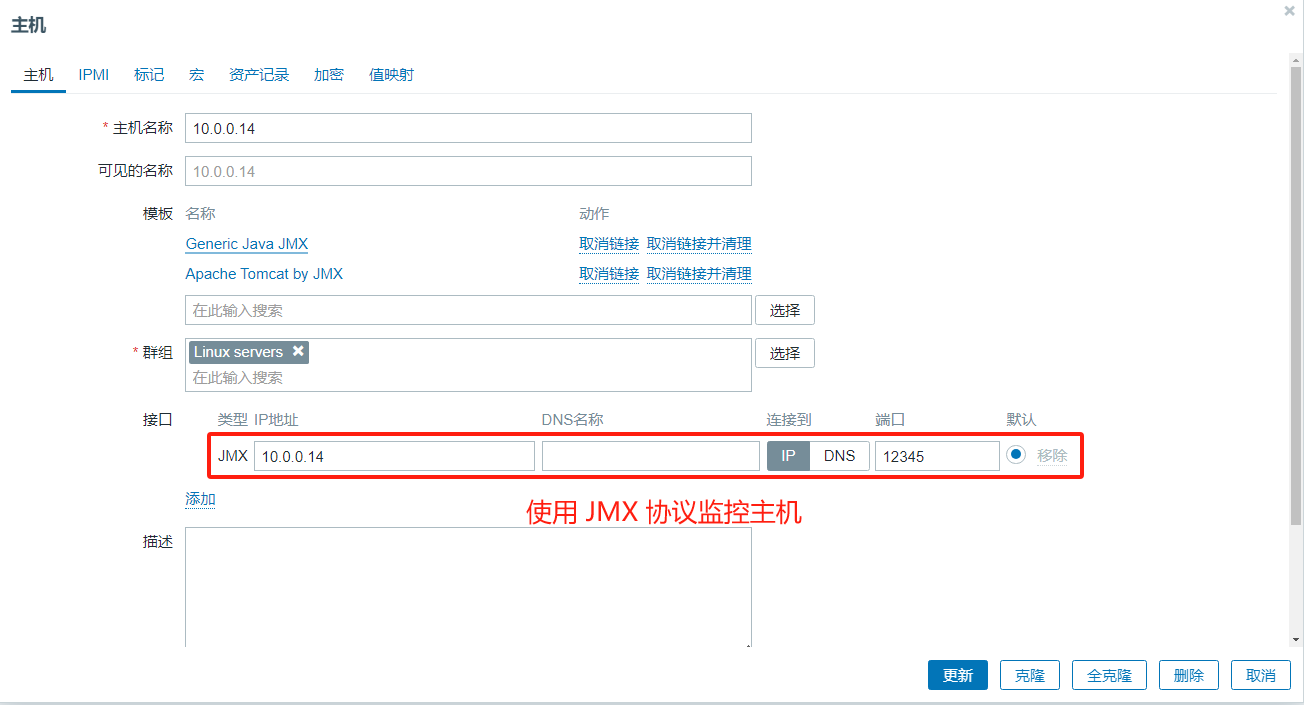 主机
主机 IPMI 标记 宏 资产记录 加密 值映射
* 主机名称 10.0.0.14
可见的名称 10.0.0.14
模板 名称 动作
Generic Java JMX 取消链接 取消链接并清理
Apache Tomcat by JMX 取消链接 取消链接并清理
在此输入搜索 选择
* 群组 Linux servers 选择
在此输入搜索
接口 类型 IP地址 DNS名称 连接到 端口 默认
JMX 10.0.0.14 IP DNS 12345 移除
添加
使用 JMX 协议监控主机
描述
更新 克隆 全克隆 删除 取消